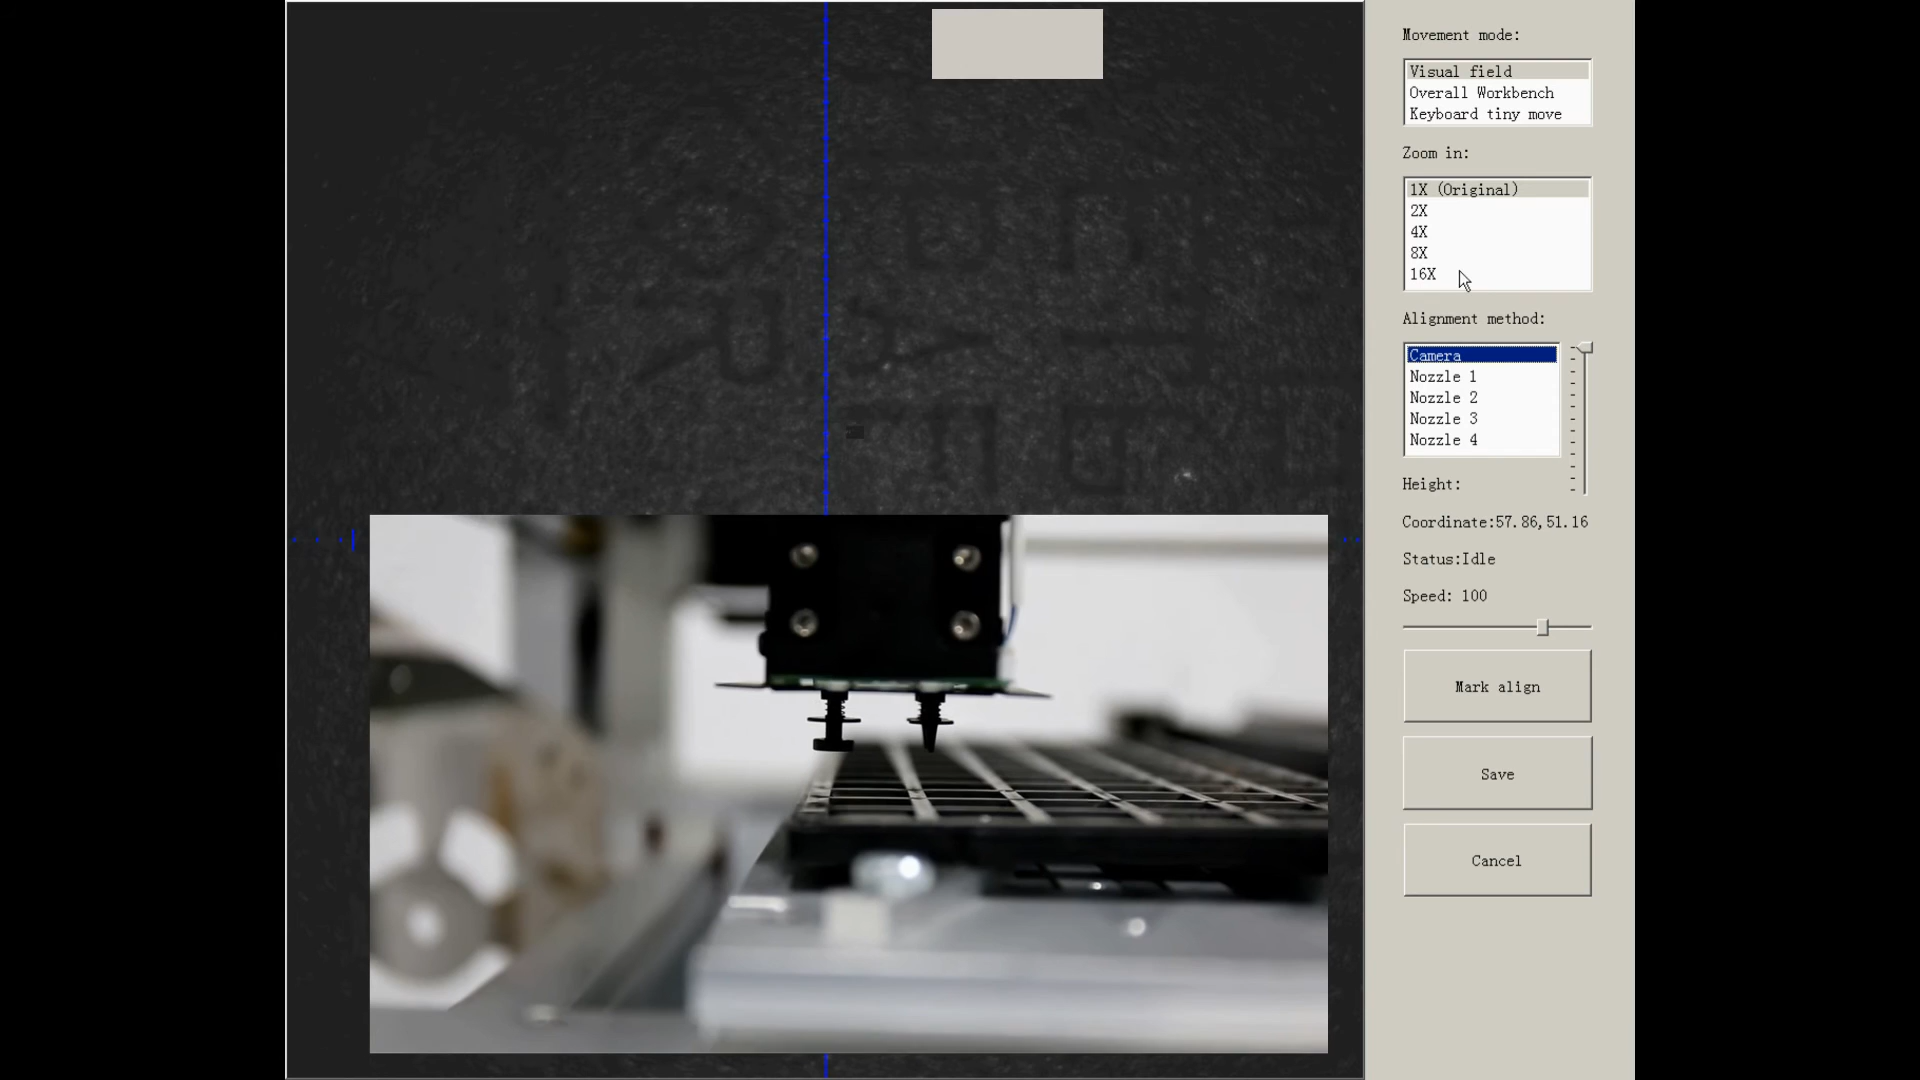 Movement mode:
Visual field
Overall Workbench
Keyboard tiny move
Zoom in:
1X (Original)
2X
4X
8X
16X
Alignment method:
Camera
Nozzle 1
Nozzle 2
Nozzle 3
Nozzle 4
Height:
Coordinate:57.86,51.16
Status:Idle
Speed: 100
Mark align
Save
Cancel